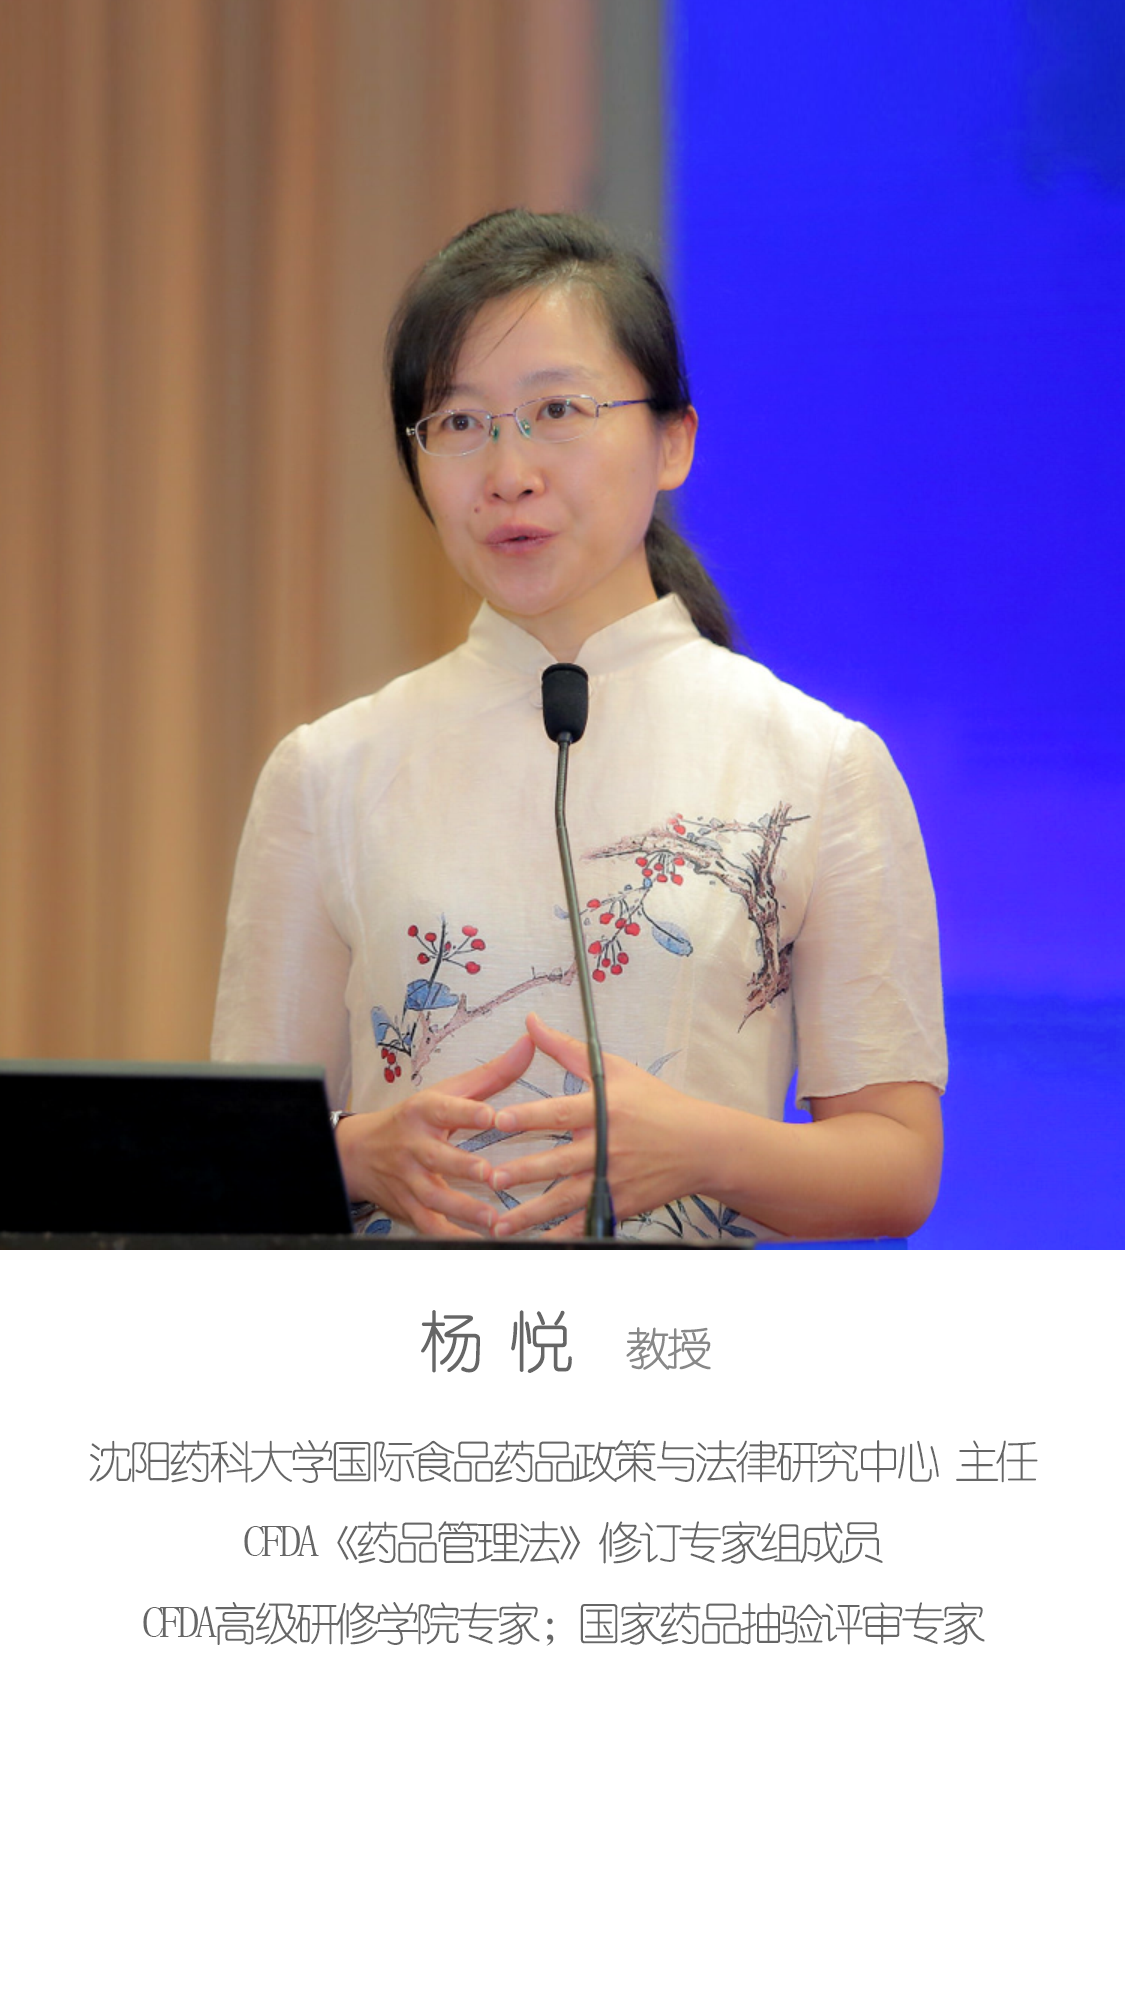 杨 悦 教授
沈阳药科大学国际食品药品政策与法律研究中心 主任
CFDA《药品管理法》修订专家组成员
CFDA高级研修学院专家；国家药品抽验评审专家